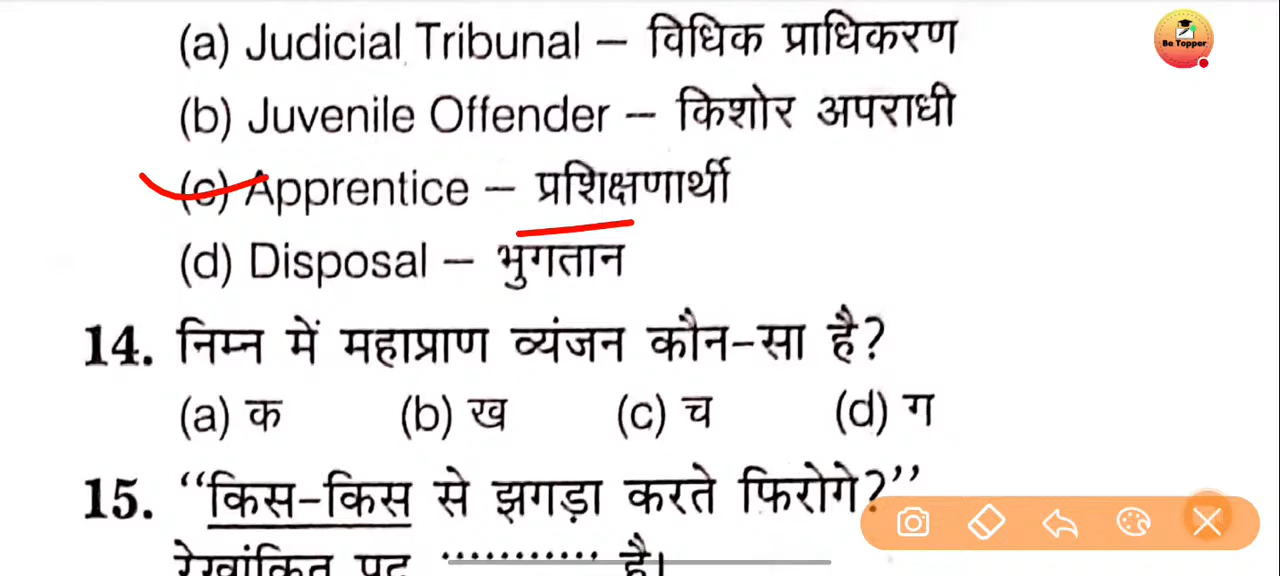 (a) Judicial Tribunal – विधिक प्राधिकरण
Be Topper
(b) Juvenile Offender – किशोर अपराधी
(c) Apprentice – प्रशिक्षणार्थी
(d) Disposal – भुगतान
14. निम्न में महाप्राण व्यंजन कौन-सा है?
(a) क (b) ख (c) च (d) ग
15. “किस-किस से झगड़ा करते फिरोगे?”
रेखांकित पद ............ है।